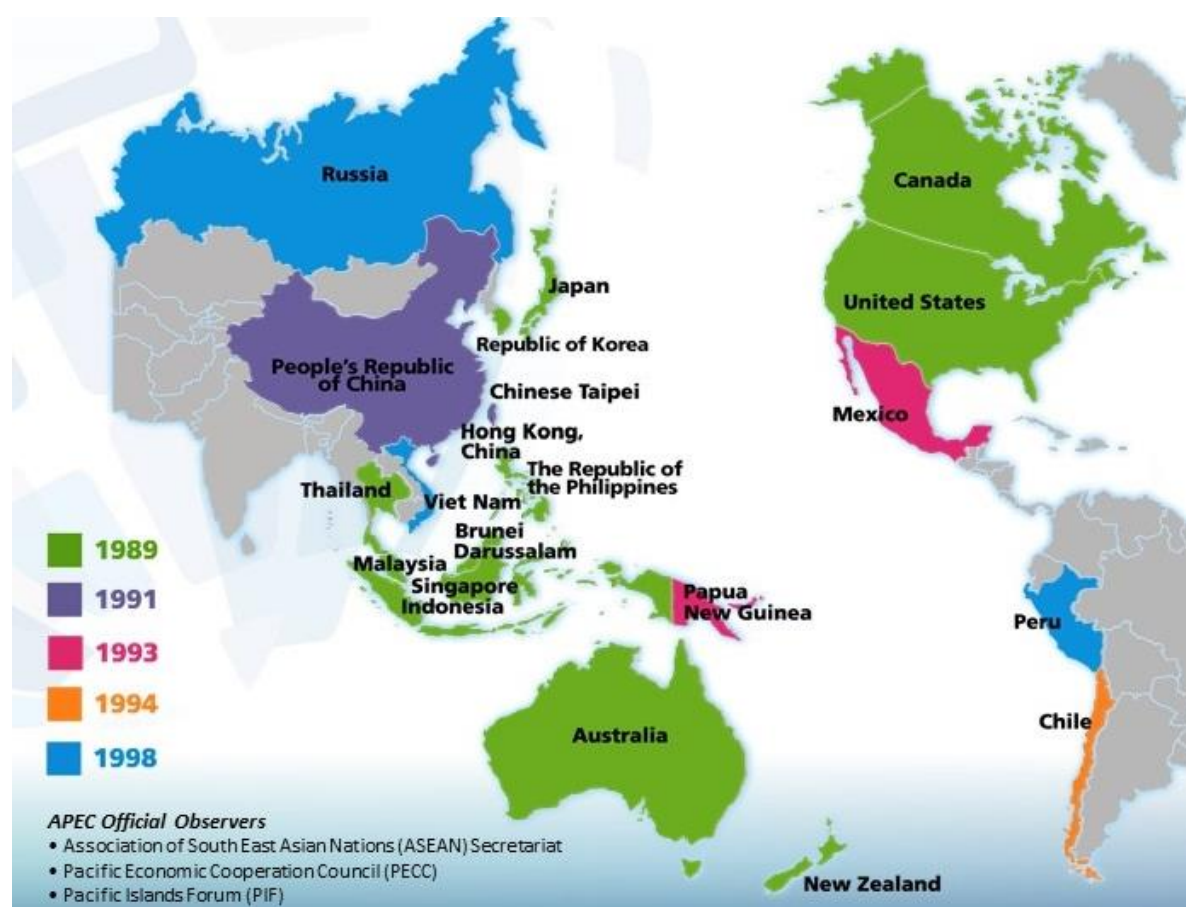 Russia
Canada
Japan
United States
Republic of Korea
People's Republic
of China
Chinese Taipei
Mexico
Hong Kong,
China
The Republic of
the Philippines
Thailand
Viet Nam
Brunei
Darussalam
Malaysia
Singapore
Indonesia
Papua
New Guinea
Peru
Chile
Australia
New Zealand
1989
1991
1993
1994
1998
APEC Official Observers
• Association of South East Asian Nations (ASEAN) Secretariat
• Pacific Economic Cooperation Council (PECC)
• Pacific Islands Forum (PIF)